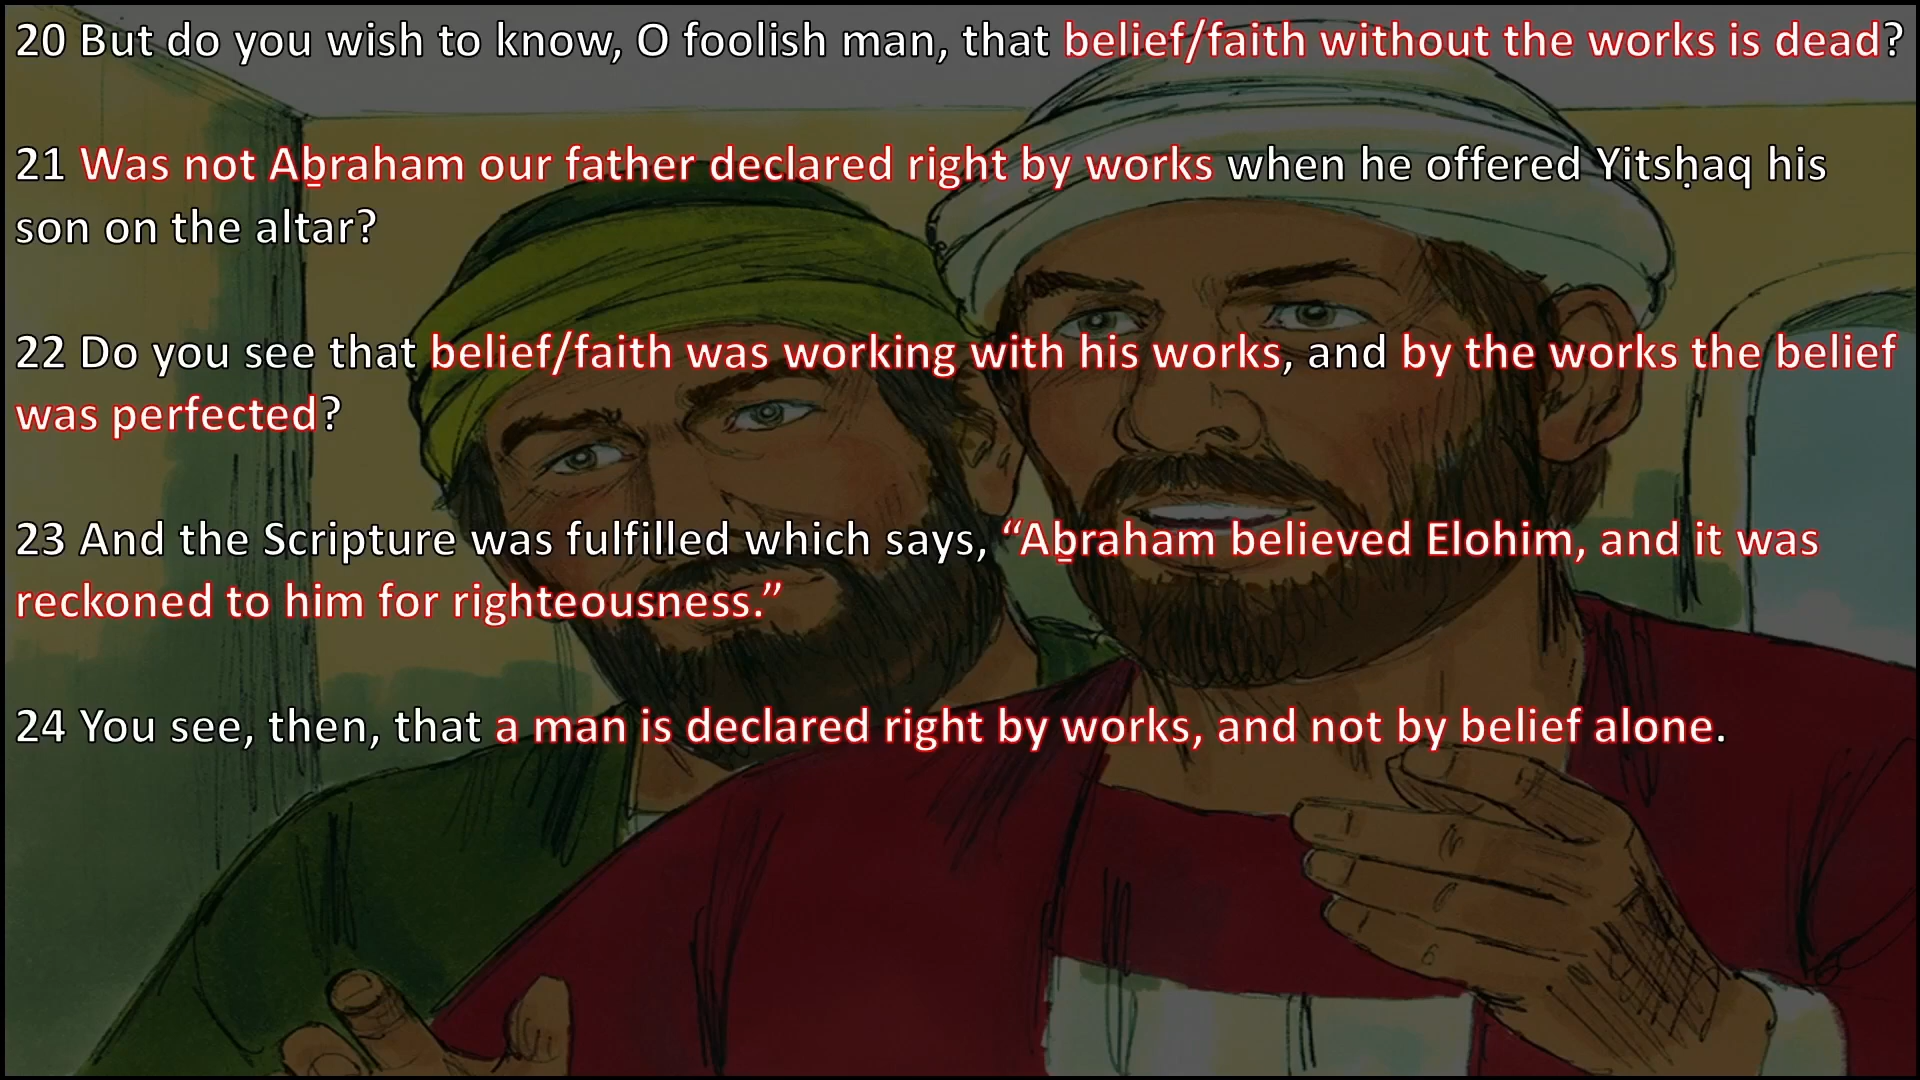 20 But do you wish to know, O foolish man, that belief/faith without the works is dead?
21 Was not Aḇraham our father declared right by works when he offered Yitsḥaq his
son on the altar?
22 Do you see that belief/faith was working with his works, and by the works the belief
was perfected?
23 And the Scripture was fulfilled which says, “Aḇraham believed Elohim, and it was
reckoned to him for righteousness.”
24 You see, then, that a man is declared right by works, and not by belief alone.